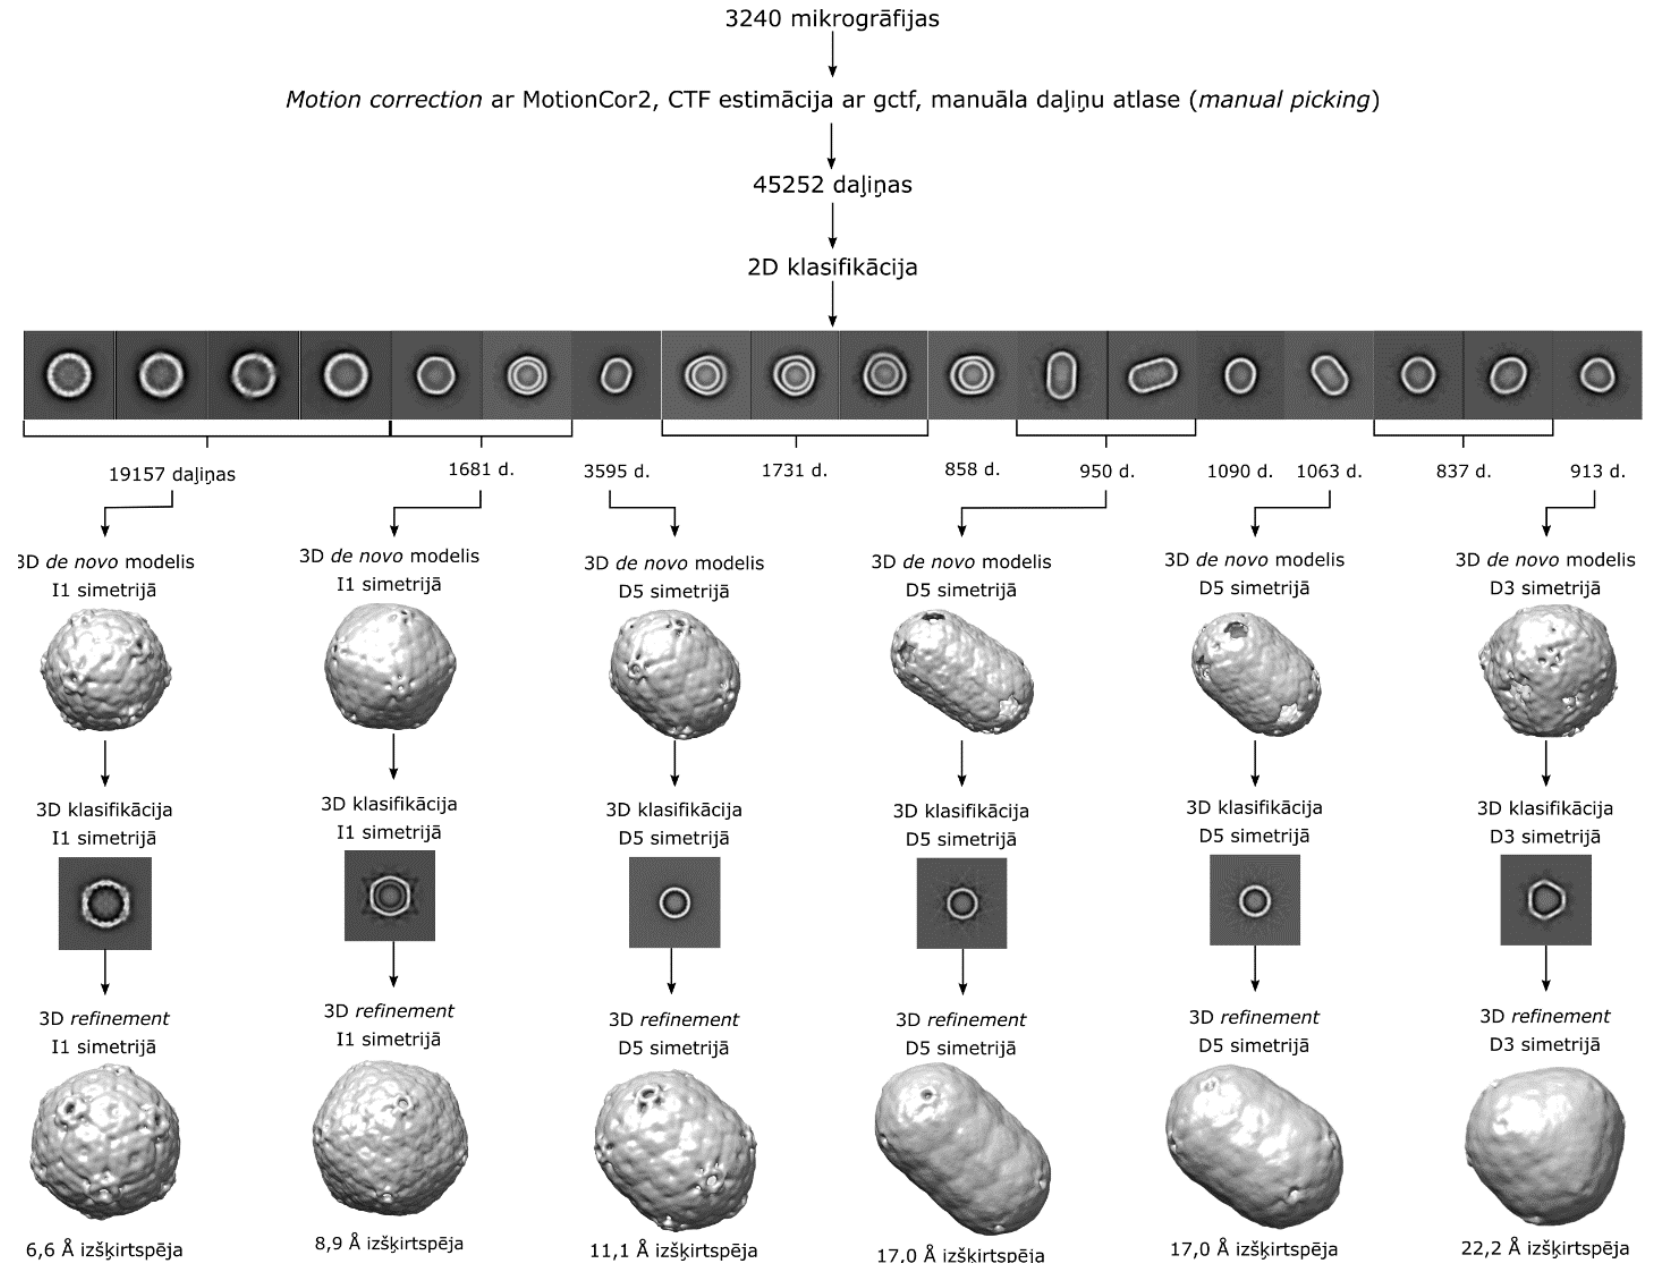 3240 mikrogrāfijas
Motion correction ar MotionCor2, CTF estimācija ar gctf, manuāla daļiņu atlase (manual picking)
45252 daļiņas
2D klasifikācija
19157 daļiņas
1681 d.
3595 d.
1731 d.
858 d.
950 d.
1090 d.
1063 d.
837 d.
913 d.
3D de novo modelis
I1 simetrijā
3D de novo modelis
I1 simetrijā
3D de novo modelis
D5 simetrijā
3D de novo modelis
D5 simetrijā
3D de novo modelis
D5 simetrijā
3D de novo modelis
D3 simetrijā
3D klasifikācija
I1 simetrijā
3D klasifikācija
I1 simetrijā
3D klasifikācija
D5 simetrijā
3D klasifikācija
D5 simetrijā
3D klasifikācija
D5 simetrijā
3D klasifikācija
D3 simetrijā
3D refinement
I1 simetrijā
3D refinement
I1 simetrijā
3D refinement
D5 simetrijā
3D refinement
D5 simetrijā
3D refinement
D5 simetrijā
3D refinement
D3 simetrijā
6,6 Å izšķirtspēja
8,9 Å izšķirtspēja
11,1 Å izšķirtspēja
17,0 Å izšķirtspēja
17,0 Å izšķirtspēja
22,2 Å izšķirtspēja